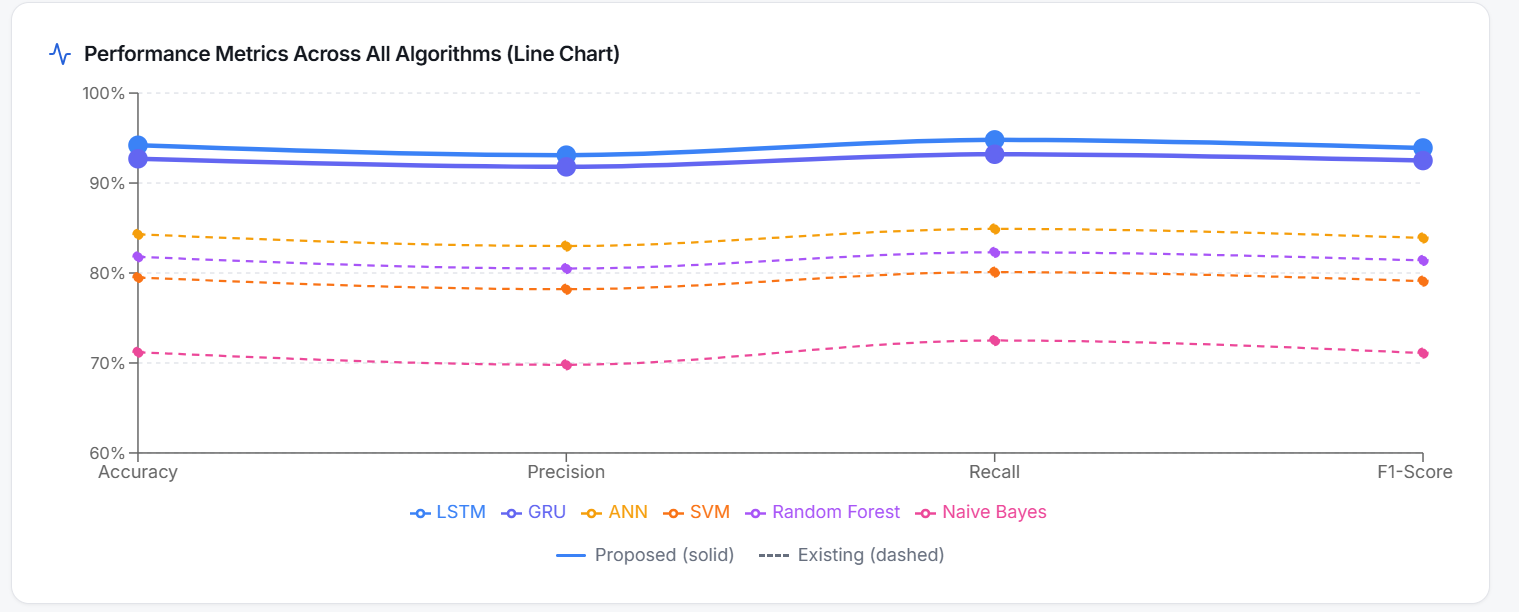 Performance Metrics Across All Algorithms (Line Chart)
100%
90%
80%
70%
60%
Accuracy Precision Recall F1-Score
LSTM GRU ANN SVM Random Forest Naive Bayes
Proposed (solid) Existing (dashed)